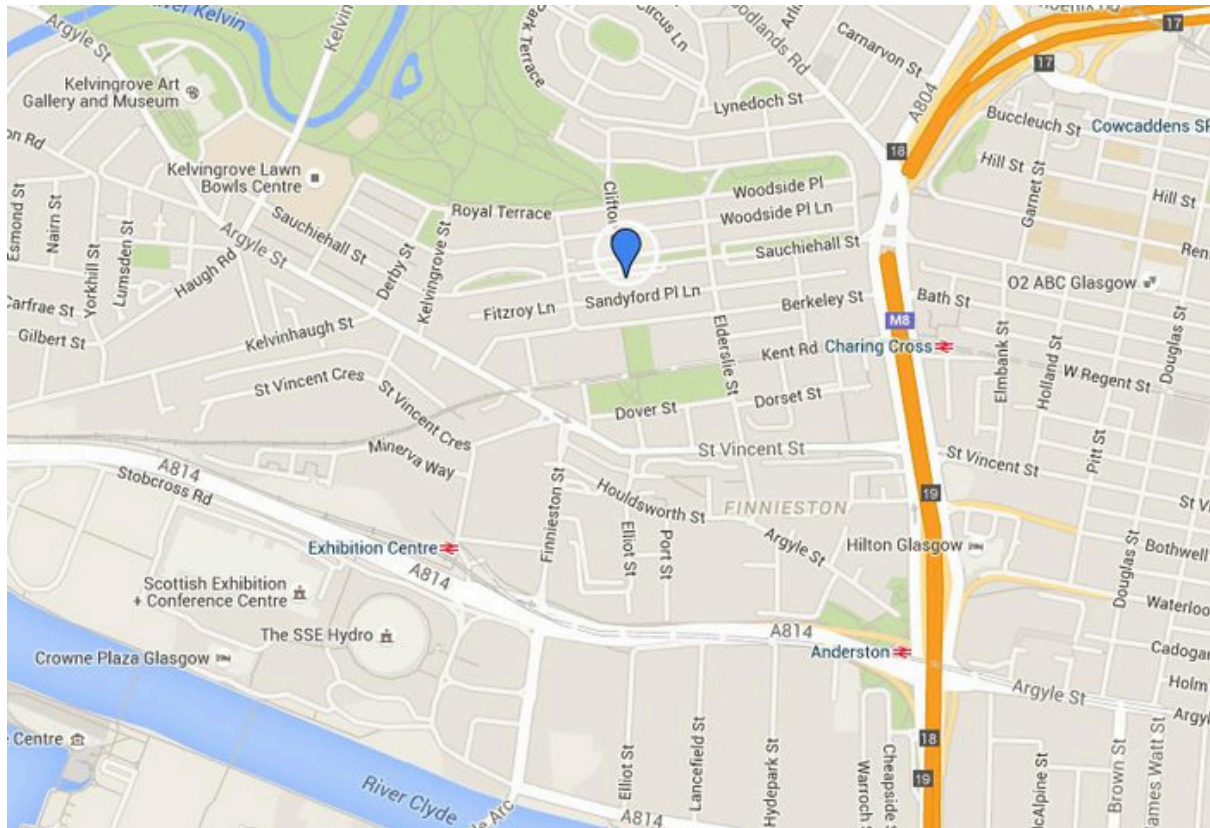 Argyle St
River Kelvin
Park Terrace
Circus Ln
Woodlands Rd
Carnarvon St
17
17
A804
Kelvingrove Art
Gallery and Museum
Lynedoch St
Buccleuch St
Cowcaddens
18
Hill St
Garnet St
Hill St
Kelvingrove Lawn
Bowls Centre
Clifton
Woodside Pl
Woodside Pl Ln
Royal Terrace
Esmond St
Nairn St
Yorkhill St
Lumsden St
Haugh Rd
Sauchiehall St
Argyle St
Derby St
Kelvingrove St
Sauchiehall St
O2 ABC Glasgow
Carfrae St
Gilbert St
Kelvinhaugh St
Fitzroy Ln
Sandyford Pl Ln
Berkeley St
Bath St
M8
Elderslie St
Kent Rd
Charing Cross
Elmbank St
Holland St
W Regent St
Douglas St
St Vincent Cres
St Vincent Cres
Dover St
Dorset St
Minerva Way
St Vincent St
St Vincent St
Pitt St
A814
Stobcross Rd
Finnieston St
Houldsworth St
FINNIESTON
19
Elliot St
Port St
Argyle St
Hilton Glasgow
Bothwell
Douglas St
Exhibition Centre
A814
Scottish Exhibition
+ Conference Centre
The SSE Hydro
Crowne Plaza Glasgow
A814
Anderston
Waterloo
Cadogan
Holm
Argyle St
Argyle
Centre
River Clyde
Arc
Elliot St
Lancefield St
Hydepark St
A814
Warroch St
Cheapside St
18
19
McAlpine St
Brown St
James Watt St